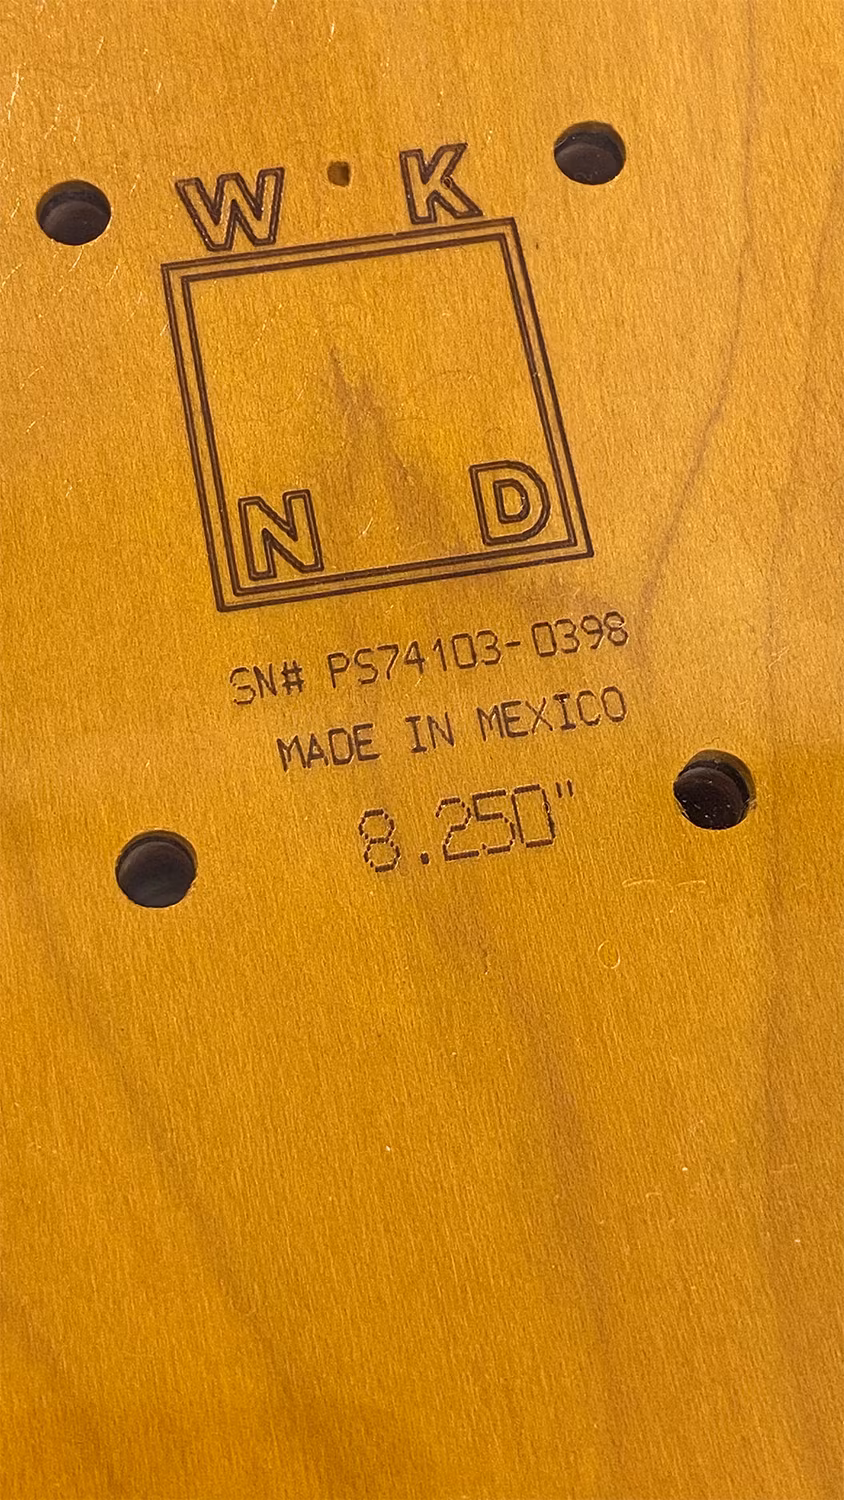 W K
N D
SN# PS74103-0398
MADE IN MEXICO
8.250"